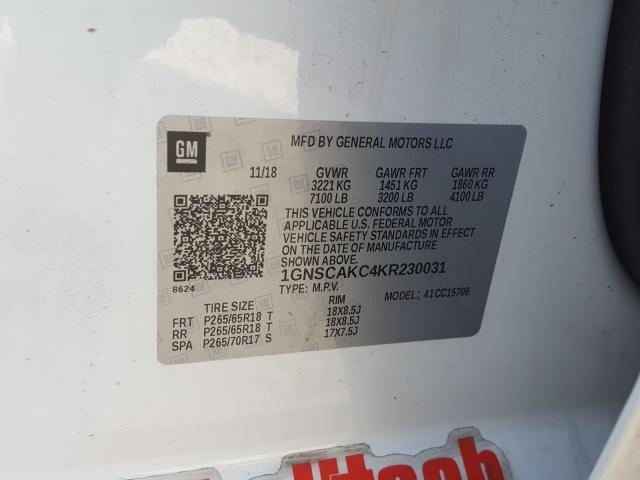 GM
MFD BY GENERAL MOTORS LLC
11/18 GVWR GAWR FRT GAWR RR
3221 KG 1451 KG 1860 KG
7100 LB 3200 LB 4100 LB
THIS VEHICLE CONFORMS TO ALL
APPLICABLE U.S. FEDERAL MOTOR
VEHICLE SAFETY STANDARDS IN EFFECT
ON THE DATE OF MANUFACTURE
SHOWN ABOVE.
8624
1GNSCAKC4KR230031
TYPE: M.P.V. MODEL: 41CC15706
TIRE SIZE RIM
FRT P265/65R18 T 18X8.5J
RR P265/65R18 T 18X8.5J
SPA P265/70R17 S 17X7.5J